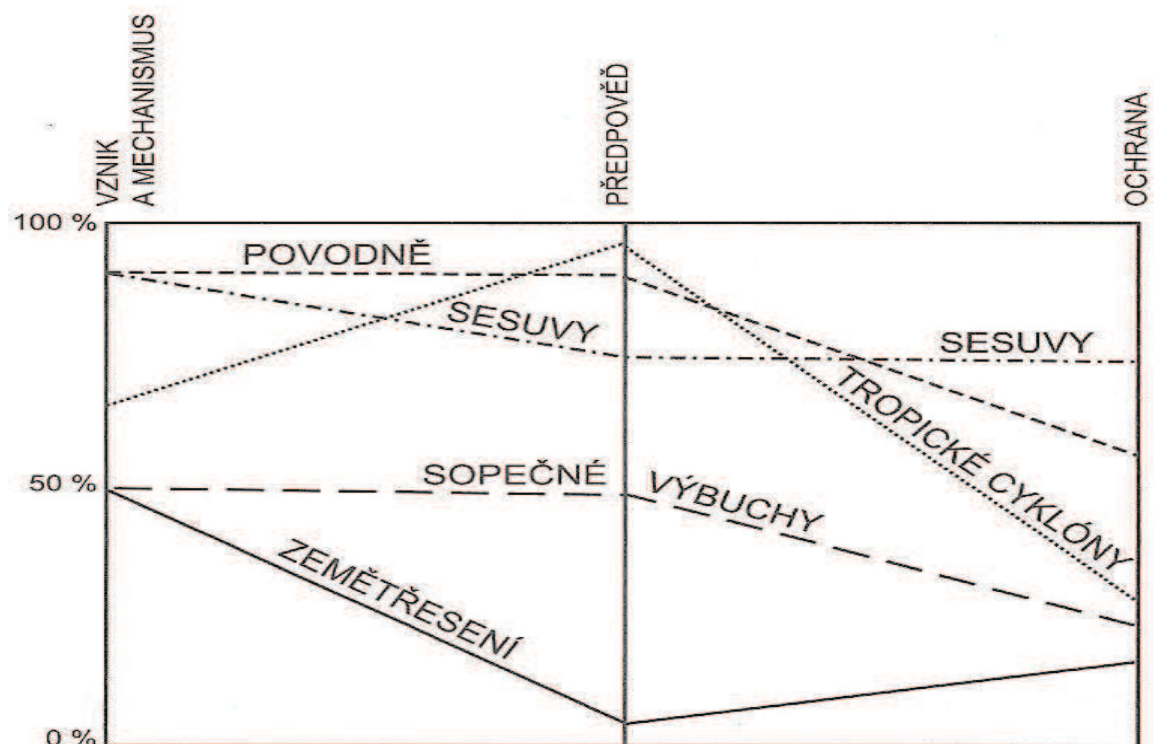 VZNIK
A MECHANISMUS
PŘEDPOVĚĎ
OCHRANA
100 %
POVODNĚ
SESUVY
SESUVY
TROPICKÉ CYKLÓNY
50 %
SOPEČNÉ VÝBUCHY
ZEMĚTŘESENÍ
0 %